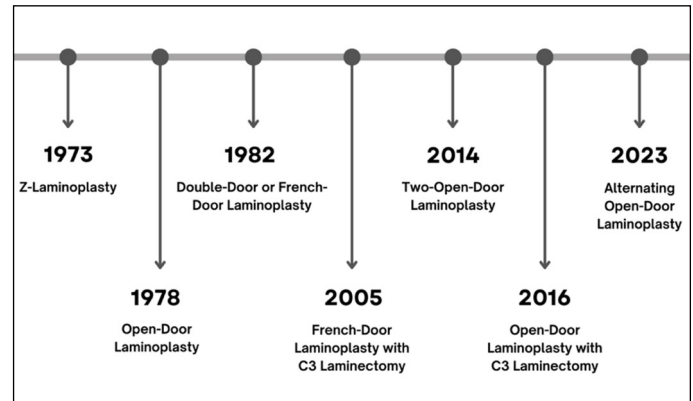 1973
Z-Laminoplasty
1978
Open-Door
Laminoplasty
1982
Double-Door or French-
Door Laminoplasty
2005
French-Door
Laminoplasty with
C3 Laminectomy
2014
Two-Open-Door
Laminoplasty
2016
Open-Door
Laminoplasty with
C3 Laminectomy
2023
Alternating
Open-Door
Laminoplasty